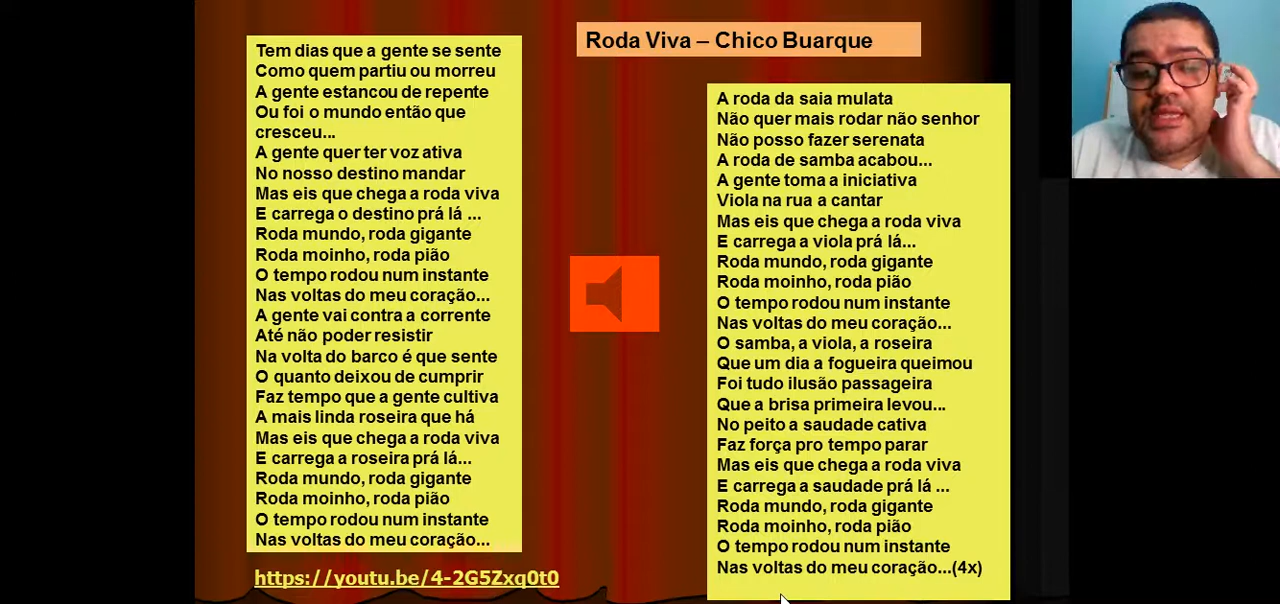 Tem dias que a gente se sente
Como quem partiu ou morreu
A gente estancou de repente
Ou foi o mundo então que
cresceu...
A gente quer ter voz ativa
No nosso destino mandar
Mas eis que chega a roda viva
E carrega o destino prá lá ...
Roda mundo, roda gigante
Roda moinho, roda pião
O tempo rodou num instante
Nas voltas do meu coração...
A gente vai contra a corrente
Até não poder resistir
Na volta do barco é que sente
O quanto deixou de cumprir
Faz tempo que a gente cultiva
A mais linda roseira que há
Mas eis que chega a roda viva
E carrega a roseira prá lá...
Roda mundo, roda gigante
Roda moinho, roda pião
O tempo rodou num instante
Nas voltas do meu coração...
https://youtu.be/4-2G5Zxq0t0
Roda Viva – Chico Buarque
A roda da saia mulata
Não quer mais rodar não senhor
Não posso fazer serenata
A roda de samba acabou...
A gente toma a iniciativa
Viola na rua a cantar
Mas eis que chega a roda viva
E carrega a viola prá lá...
Roda mundo, roda gigante
Roda moinho, roda pião
O tempo rodou num instante
Nas voltas do meu coração...
O samba, a viola, a roseira
Que um dia a fogueira queimou
Foi tudo ilusão passageira
Que a brisa primeira levou...
No peito a saudade cativa
Faz força pro tempo parar
Mas eis que chega a roda viva
E carrega a saudade prá lá ...
Roda mundo, roda gigante
Roda moinho, roda pião
O tempo rodou num instante
Nas voltas do meu coração...(4x)